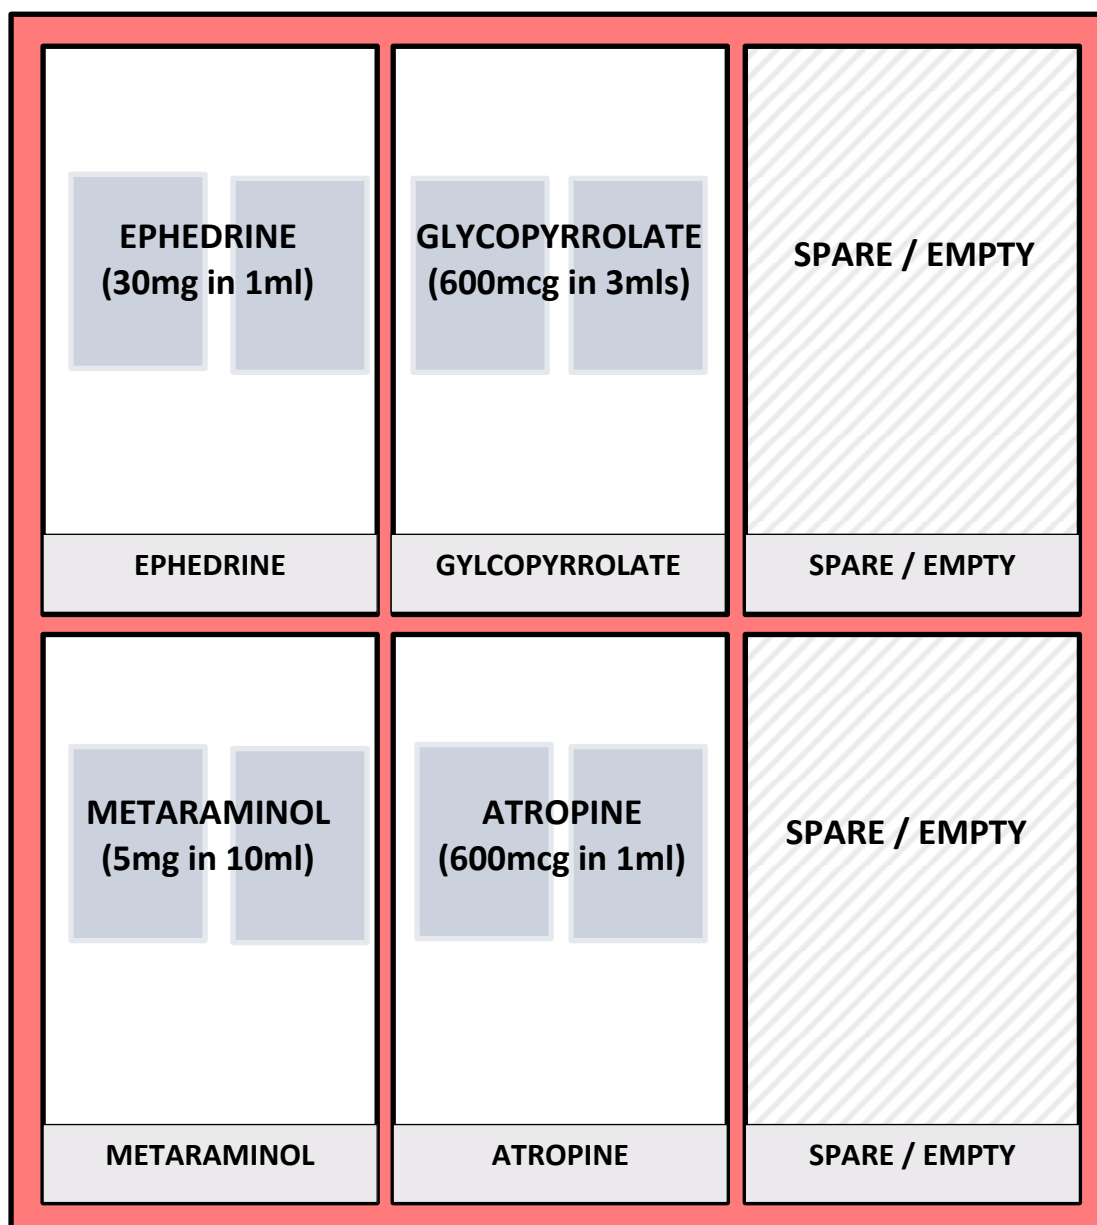 EPHEDRINE
(30mg in 1ml)
GLYCOPYRROLATE
(600mcg in 3mls)
SPARE / EMPTY
EPHEDRINE
GYLCOPYRROLATE
SPARE / EMPTY
METARAMINOL
(5mg in 10ml)
ATROPINE
(600mcg in 1ml)
SPARE / EMPTY
METARAMINOL
ATROPINE
SPARE / EMPTY